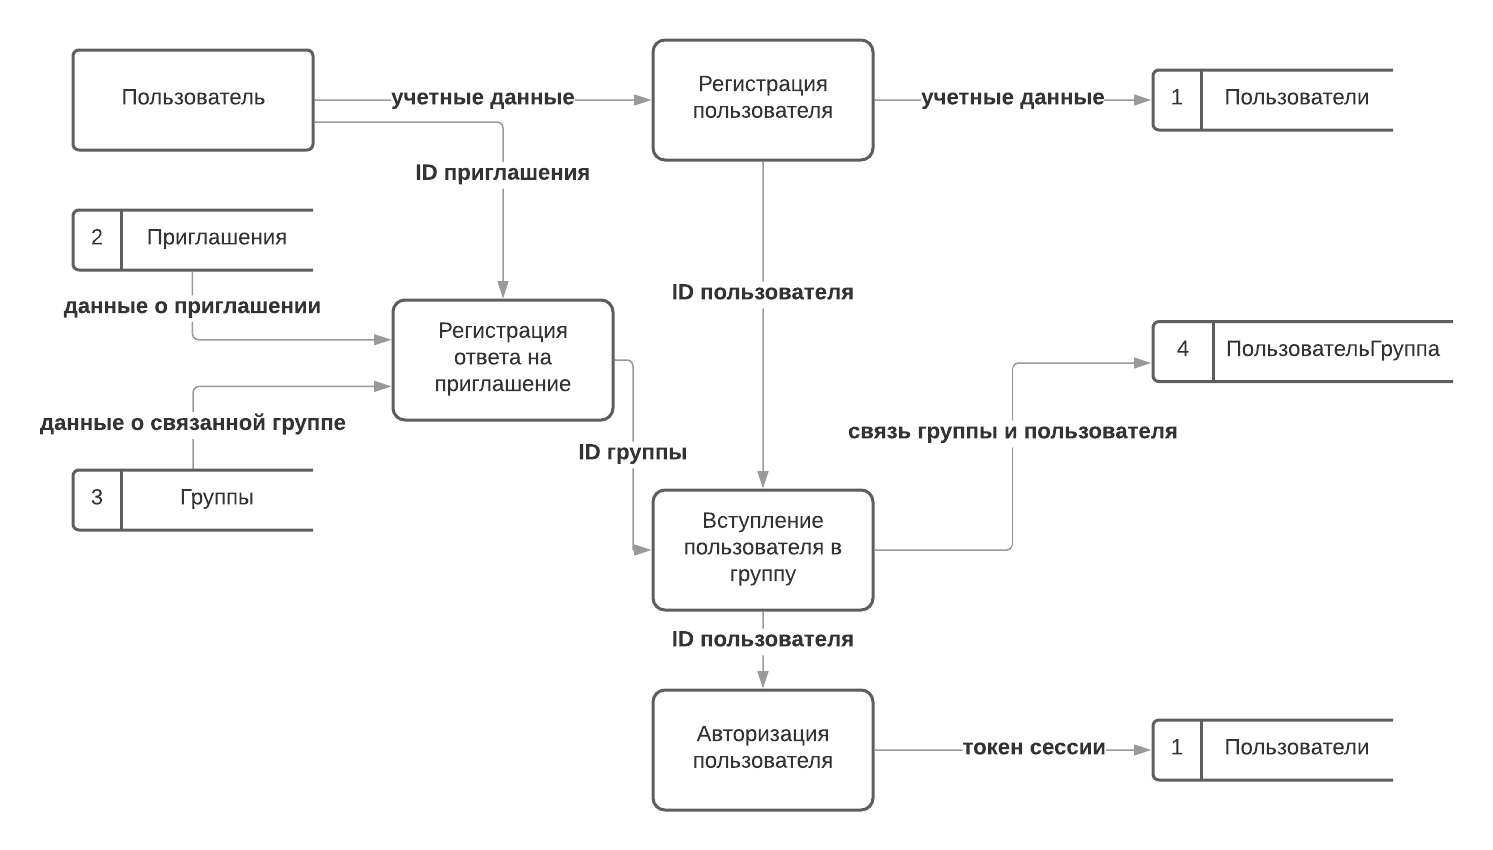 Пользователь
учетные данные
Регистрация
пользователя
учетные данные
1
Пользователи
ID приглашения
2
Приглашения
данные о приглашении
ID пользователя
Регистрация
ответа на
приглашение
4
ПользовательГруппа
данные о связанной группе
связь группы и пользователя
ID группы
3
Группы
Вступление
пользователя в
группу
ID пользователя
Авторизация
пользователя
токен сессии
1
Пользователи